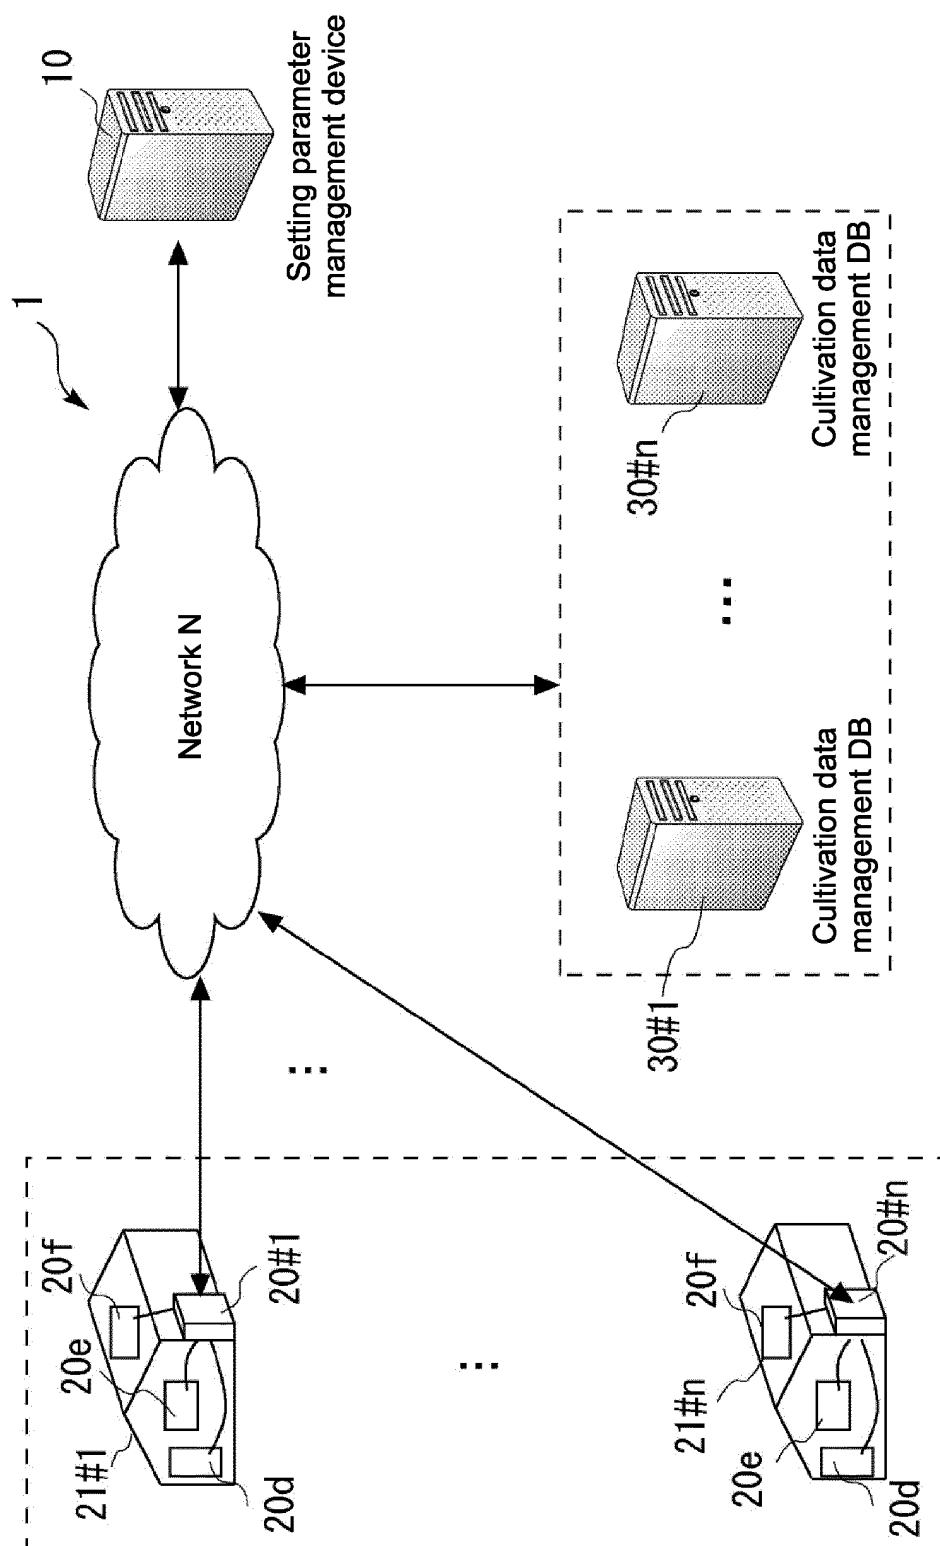 1
10
Setting parameter
management device
Network N
21#1
20f
20e
20d
20#1
...
...
21#n
20f
20e
20d
20#n
30#1
Cultivation data
management DB
...
30#n
Cultivation data
management DB